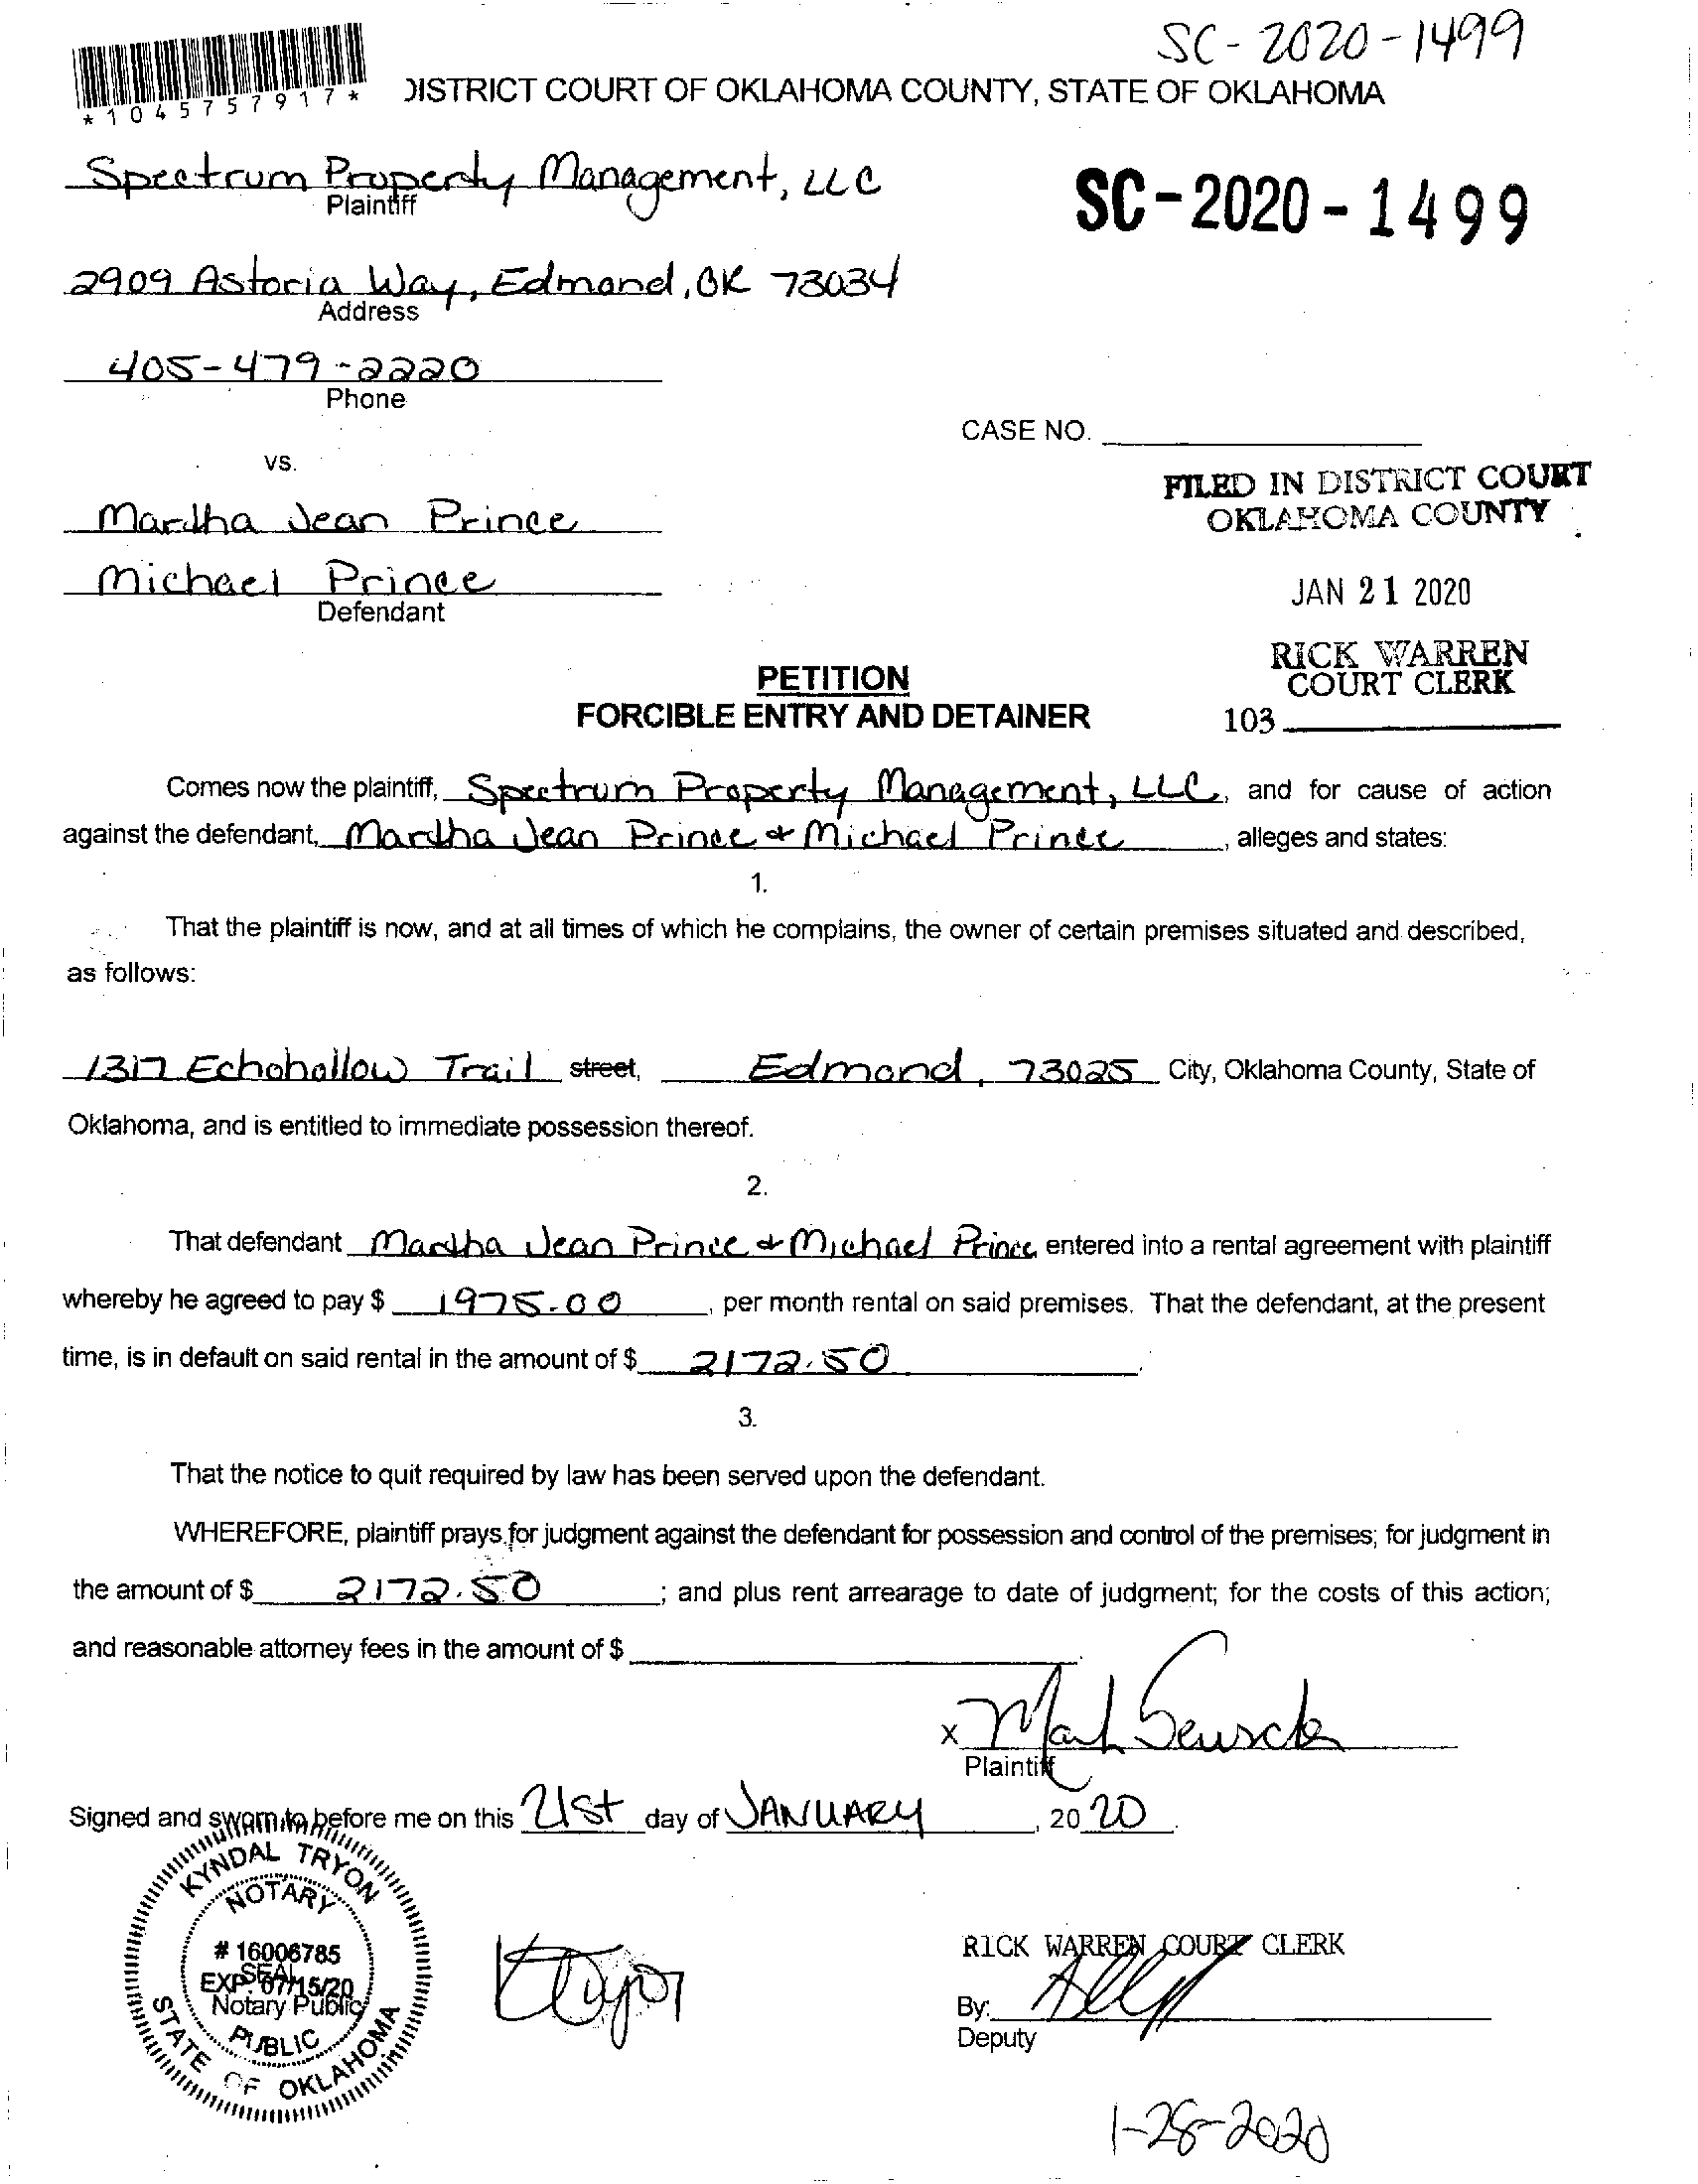 SC-2020-1499
*1045757917*
DISTRICT COURT OF OKLAHOMA COUNTY, STATE OF OKLAHOMA
Spectrum Property Management, LLC
Plaintiff
SC-2020-1499
2909 Astoria Way, Edmond, OK 73034
Address
405-479-2220
Phone
CASE NO.
vs.
FILED IN DISTRICT COURT
OKLAHOMA COUNTY
Martha Jean Prince
Michael Prince
Defendant
JAN 21 2020
RICK WARREN
COURT CLERK
103
PETITION
FORCIBLE ENTRY AND DETAINER
Comes now the plaintiff, Spectrum Property Management, LLC, and for cause of action
against the defendant, Martha Jean Prince & Michael Prince, alleges and states:
1.
That the plaintiff is now, and at all times of which he complains, the owner of certain premises situated and described,
as follows:
1317 Echohollow Trail street, Edmond, 73025 City, Oklahoma County, State of
Oklahoma, and is entitled to immediate possession thereof.
2.
That defendant Martha Jean Prince & Michael Prince entered into a rental agreement with plaintiff
whereby he agreed to pay $ 1975.00, per month rental on said premises. That the defendant, at the present
time, is in default on said rental in the amount of $ 2172.50.
3.
That the notice to quit required by law has been served upon the defendant.
WHEREFORE, plaintiff prays for judgment against the defendant for possession and control of the premises; for judgment in
the amount of $ 2172.50; and plus rent arrearage to date of judgment; for the costs of this action;
and reasonable attorney fees in the amount of $
x
Plaintiff
Signed and sworn to before me on this 21st day of JANUARY, 2020.
KYNDAL TRYON
NOTARY
# 16006785
SEAL
EXP. 07/15/20
Notary Public
PUBLIC
STATE OF OKLAHOMA
RICK WARREN COURT CLERK
By:
Deputy
1-28-2020